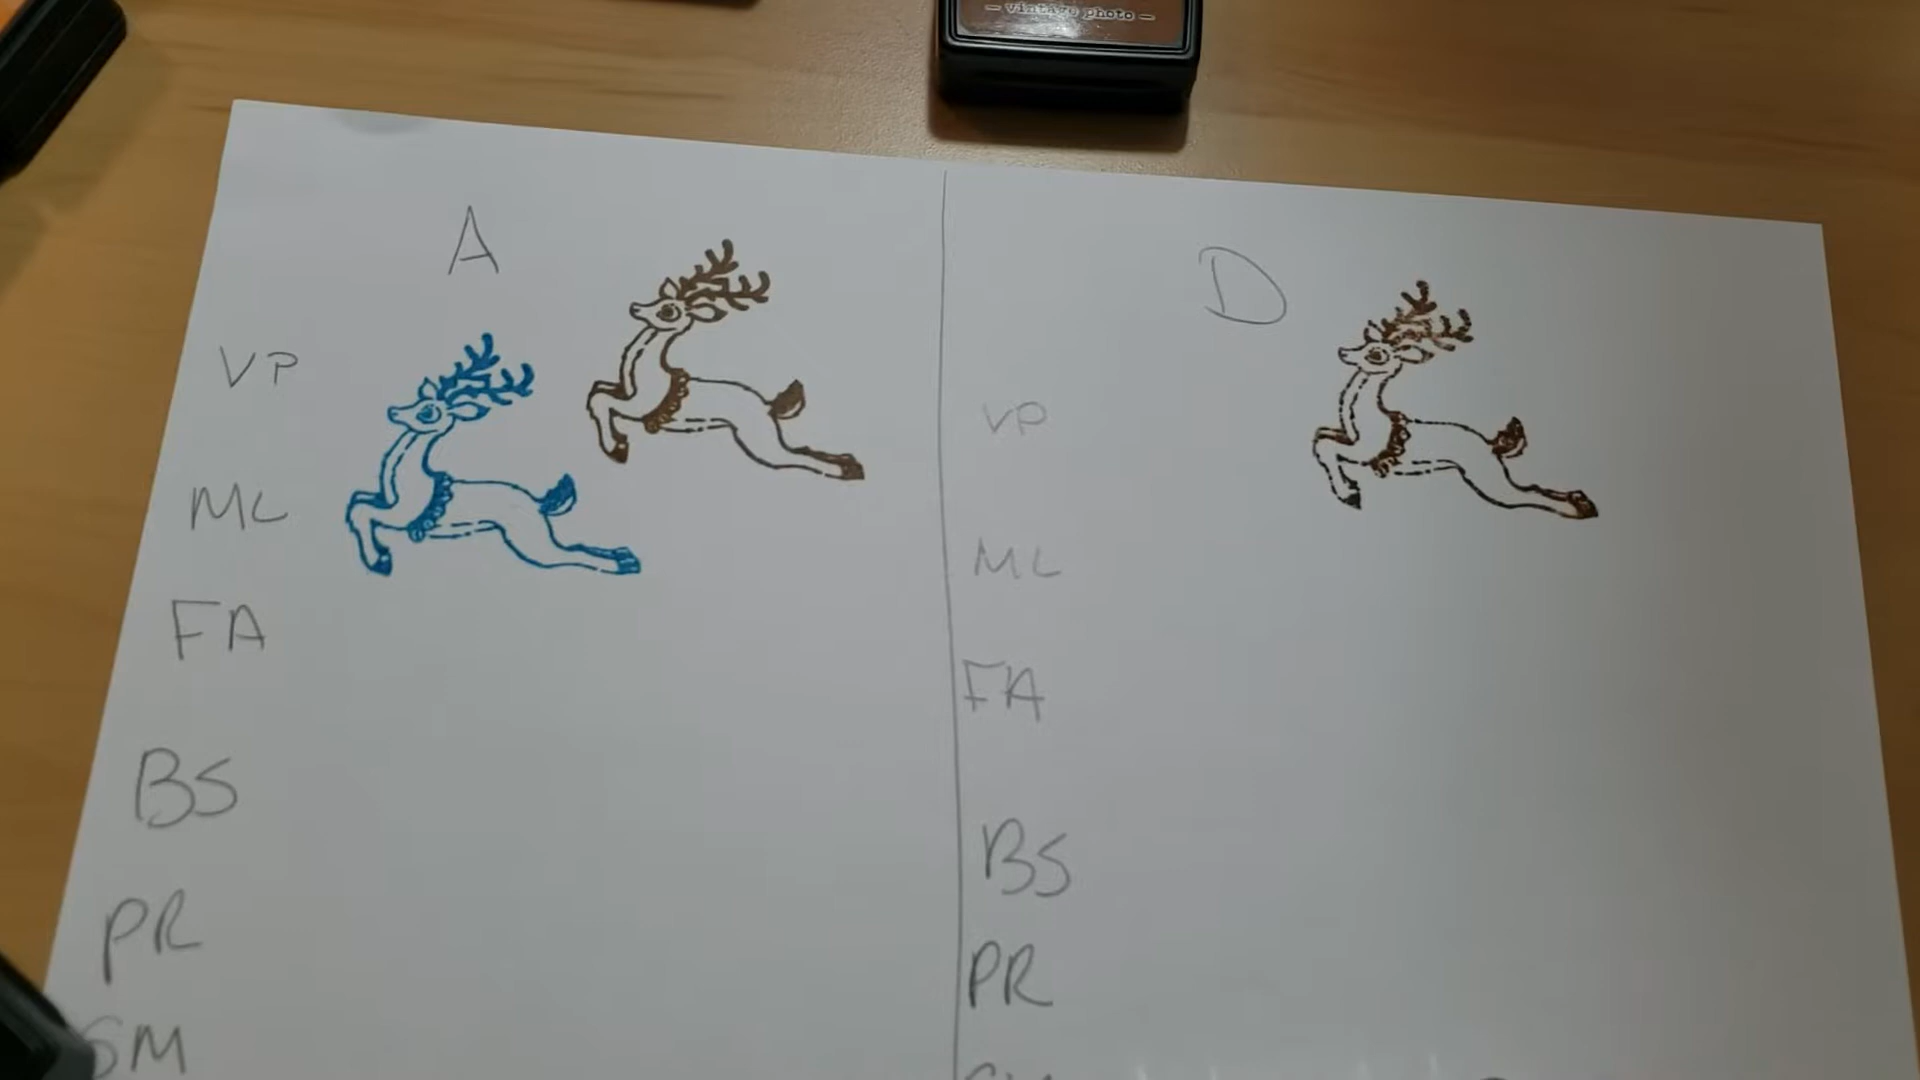 — vintage photo —
A
VP
ML
FA
BS
PR
SM
D
VP
ML
FA
BS
PR